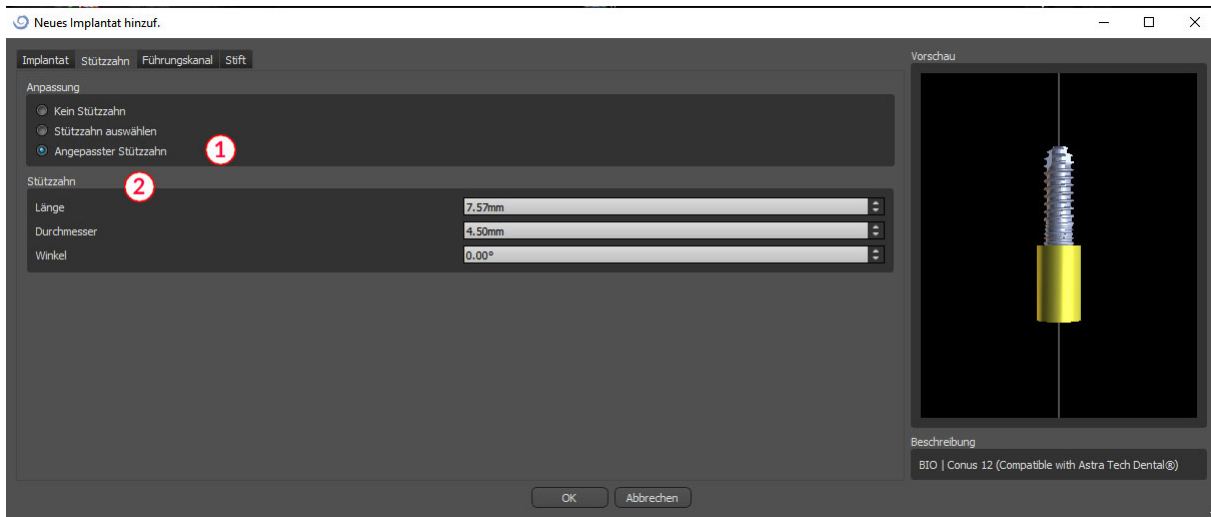 Neues Implantat hinzuf.
Implantat Stützzahn Führungskanal Stift
Anpassung
Kein Stützzahn
Stützzahn auswählen
Angepasster Stützzahn 1
Stützzahn 2
Länge 7.57mm
Durchmesser 4.50mm
Winkel 0.00°
Vorschau
Beschreibung
BIO | Conus 12 (Compatible with Astra Tech Dental®)
OK Abbrechen